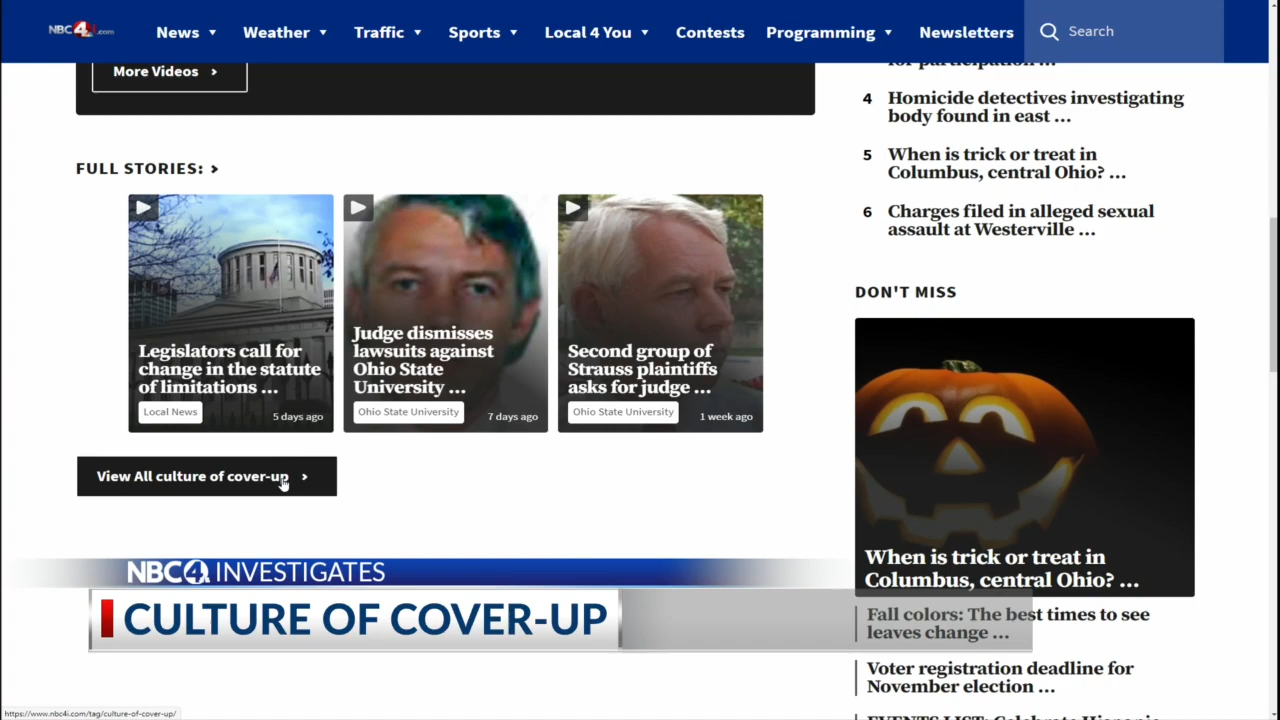 NBC4i.com
News
Weather
Traffic
Sports
Local 4 You
Contests
Programming
Newsletters
Search
More Videos
for participation ...
4 Homicide detectives investigating
body found in east ...
5 When is trick or treat in
Columbus, central Ohio? ...
6 Charges filed in alleged sexual
assault at Westerville ...
FULL STORIES:
Legislators call for
change in the statute
of limitations ...
Local News
5 days ago
Judge dismisses
lawsuits against
Ohio State
University ...
Ohio State University
7 days ago
Second group of
Strauss plaintiffs
asks for judge ...
Ohio State University
1 week ago
View All culture of cover-up
DON'T MISS
When is trick or treat in
Columbus, central Ohio? ...
Fall colors: The best times to see
leaves change ...
Voter registration deadline for
November election ...
EVENTS LIST: Celebrate Hispanic
NBC4 INVESTIGATES
CULTURE OF COVER-UP
https://www.nbc4i.com/tag/culture-of-cover-up/